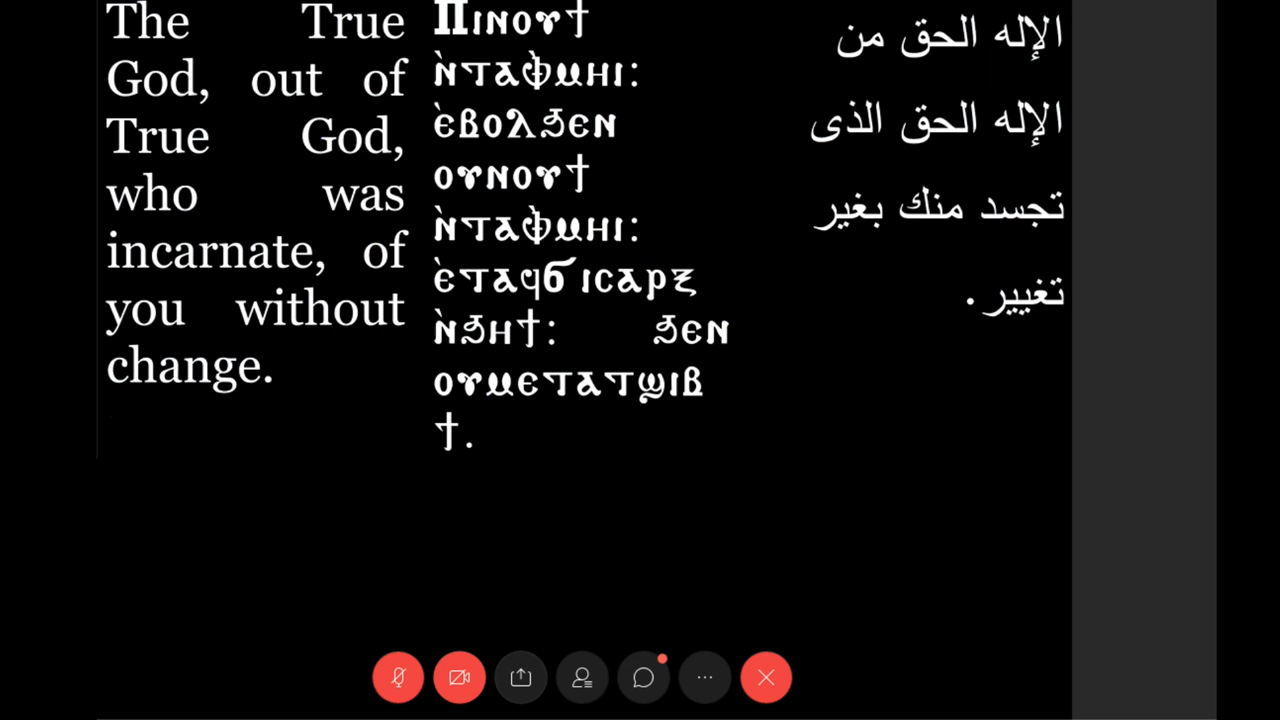 The True
God, out of
True God,
who was
incarnate, of
you without
change.
Ⲡⲓⲛⲟⲩϯ
ⲛ̀ⲧⲁⲫ̀ⲙⲏⲓ:
ⲉ̀ⲃⲟⲗϧⲉⲛ
ⲟⲩⲛⲟⲩϯ
ⲛ̀ⲧⲁⲫ̀ⲙⲏⲓ:
ⲉ̀ⲧⲁϥϭⲓⲥⲁⲣⲝ
ⲛ̀ϧⲏϯ: ϧⲉⲛ
ⲟⲩⲙⲉⲧⲁⲧϣⲓⲃ
ϯ.
الإله الحق من
الإله الحق الذى
تجسد منك بغير
تغيير .